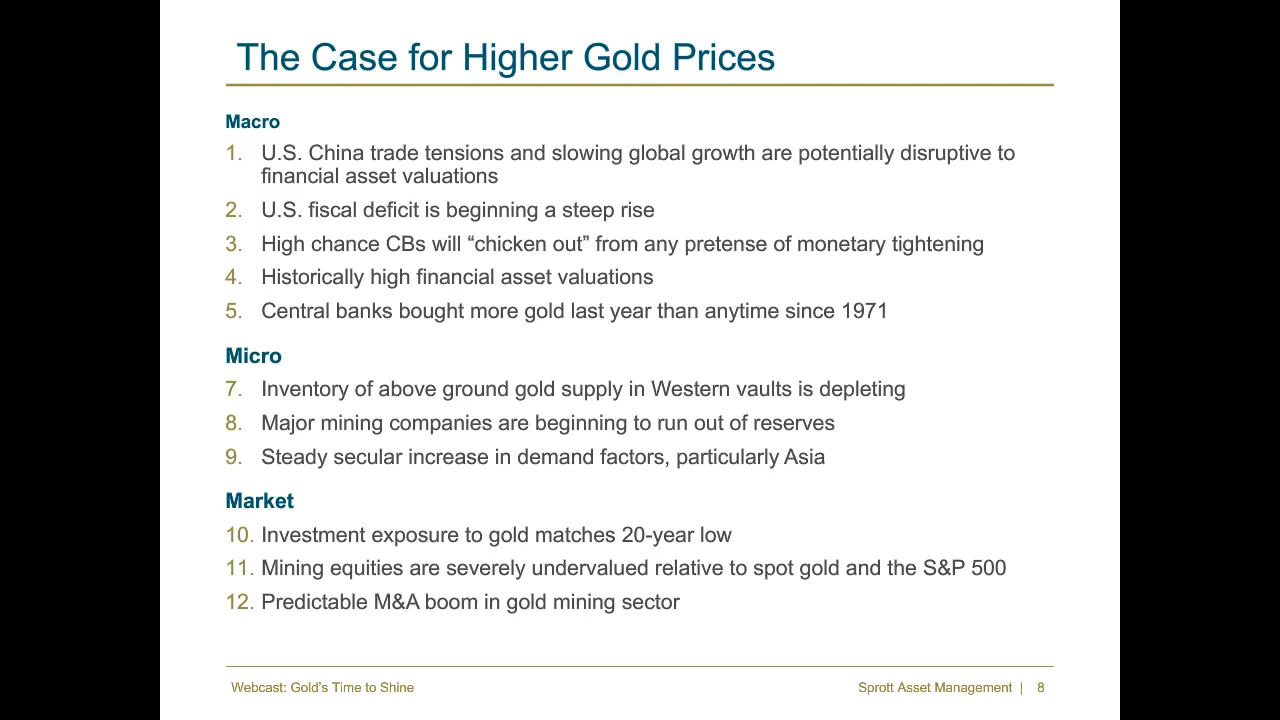 The Case for Higher Gold Prices
Macro
1. U.S. China trade tensions and slowing global growth are potentially disruptive to
financial asset valuations
2. U.S. fiscal deficit is beginning a steep rise
3. High chance CBs will “chicken out” from any pretense of monetary tightening
4. Historically high financial asset valuations
5. Central banks bought more gold last year than anytime since 1971
Micro
7. Inventory of above ground gold supply in Western vaults is depleting
8. Major mining companies are beginning to run out of reserves
9. Steady secular increase in demand factors, particularly Asia
Market
10. Investment exposure to gold matches 20-year low
11. Mining equities are severely undervalued relative to spot gold and the S&P 500
12. Predictable M&A boom in gold mining sector
Webcast: Gold’s Time to Shine
Sprott Asset Management | 8